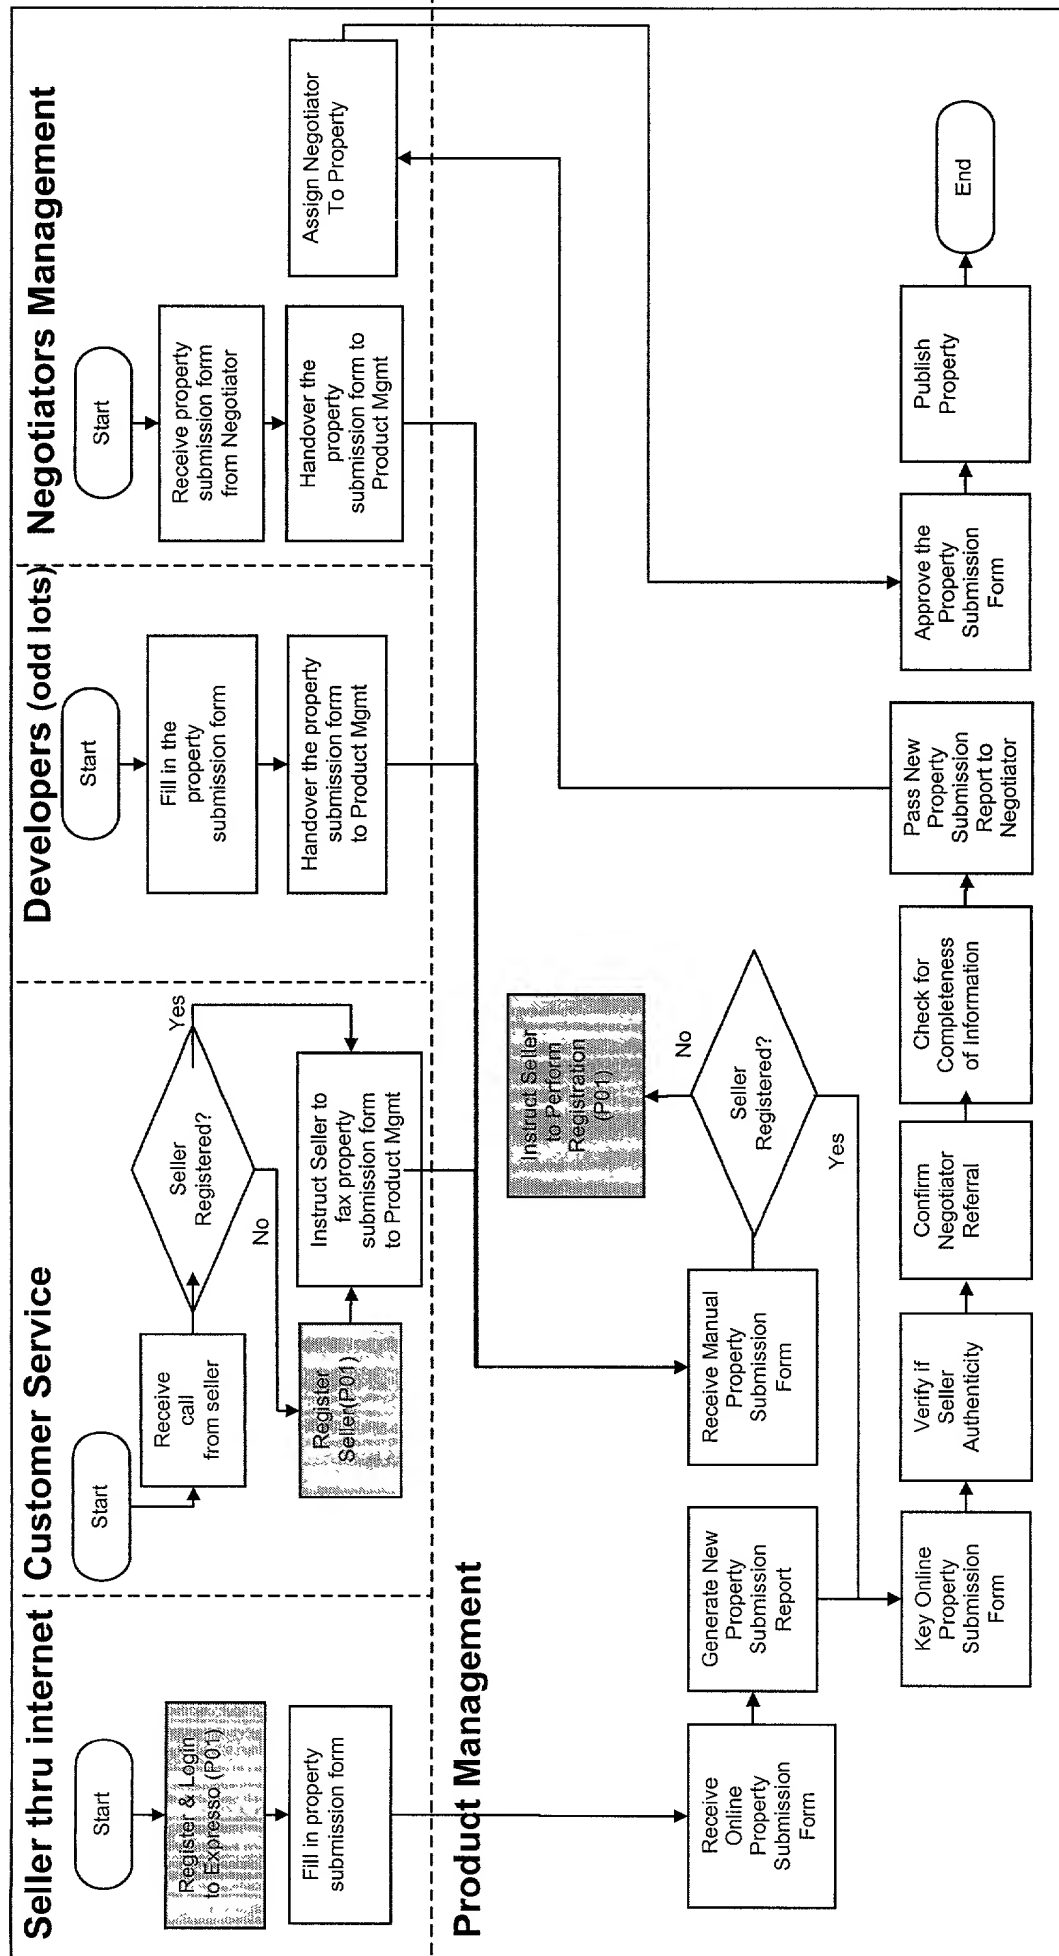 Seller thru internet
Start
Register & Login
to Expresso (P01)
Fill in property
submission form
Customer Service
Start
Receive
call
from seller
Seller
Registered?
Yes
No
Register
Seller(P01)
Instruct Seller to
fax property
submission form
to Product Mgmt
Developers (odd lots)
Start
Fill in the
property
submission form
Handover the property
submission form
to Product Mgmt
Negotiators Management
Start
Receive property
submission form
from Negotiator
Handover the
property
submission form to
Product Mgmt
Assign Negotiator
To Property
Product Management
Receive
Online
Property
Submission
Form
Generate New
Property
Submission
Report
Receive Manual
Property
Submission
Form
Seller
Registered?
No
Yes
Instruct Seller
to Perform
Registration
(P01)
Key Online
Property
Submission
Form
Verify if
Seller
Authenticity
Confirm
Negotiator
Referral
Check for
Completeness
of Information
Pass New
Property
Submission
Report to
Negotiator
Approve the
Property
Submission
Form
Publish
Property
End